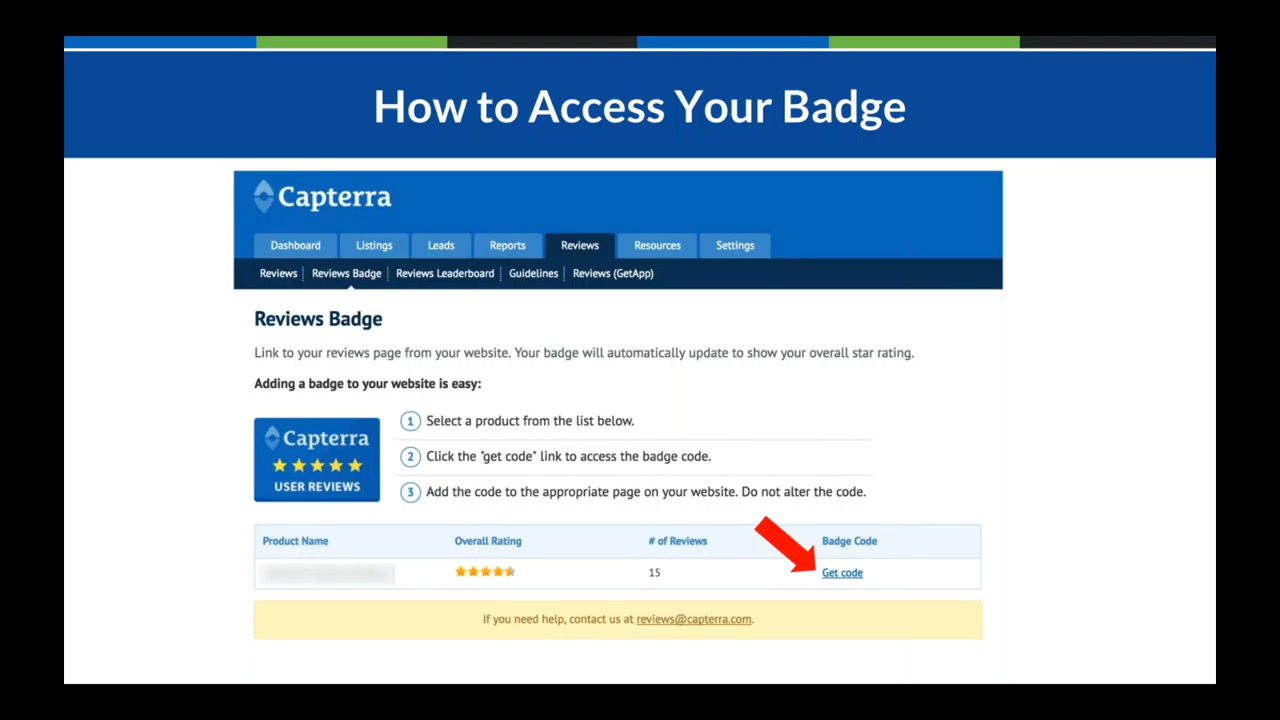 How to Access Your Badge
Capterra
Dashboard Listings Leads Reports Reviews Resources Settings
Reviews Reviews Badge Reviews Leaderboard Guidelines Reviews (GetApp)
Reviews Badge
Link to your reviews page from your website. Your badge will automatically update to show your overall star rating.
Adding a badge to your website is easy:
Capterra
USER REVIEWS
1 Select a product from the list below.
2 Click the "get code" link to access the badge code.
3 Add the code to the appropriate page on your website. Do not alter the code.
Product Name Overall Rating # of Reviews Badge Code
15 Get code
If you need help, contact us at reviews@capterra.com.